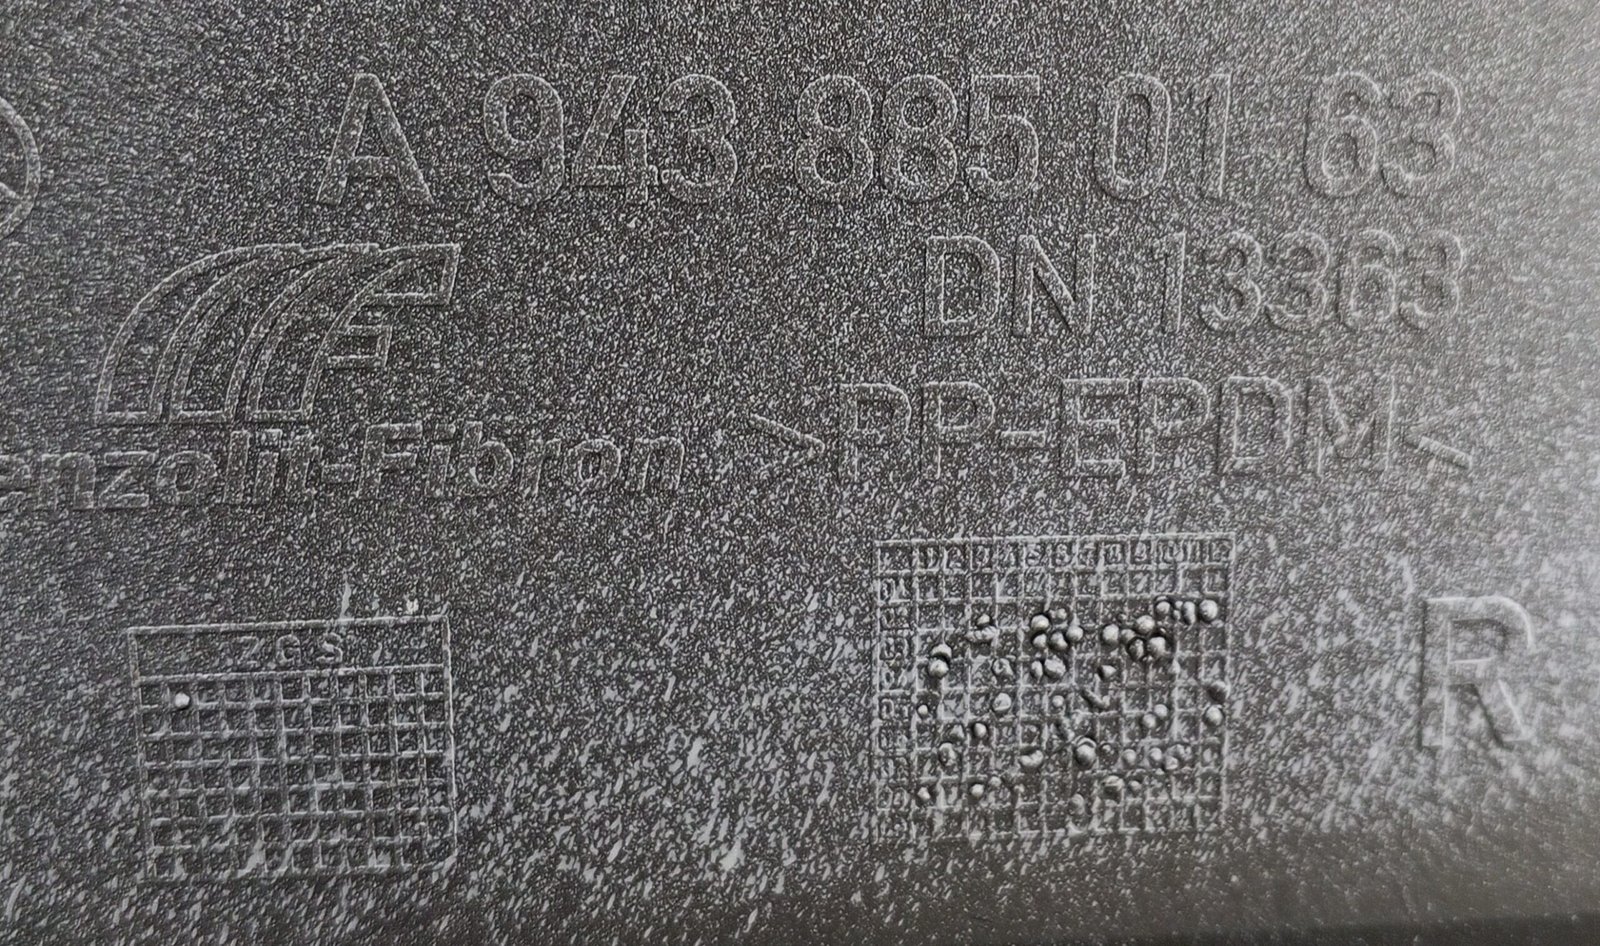 A 943 885 01 63
DN 13363
F
enzolit-Fibron >PP-EPDM<
ZGS
R